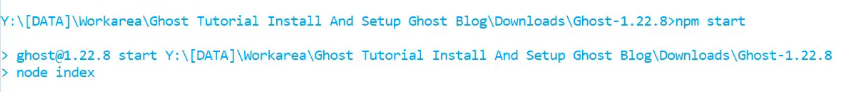 Y:\[DATA]\Workarea\Ghost Tutorial Install And Setup Ghost Blog\Downloads\Ghost-1.22.8>npm start
> ghost@1.22.8 start Y:\[DATA]\Workarea\Ghost Tutorial Install And Setup Ghost Blog\Downloads\Ghost-1.22.8
> node index